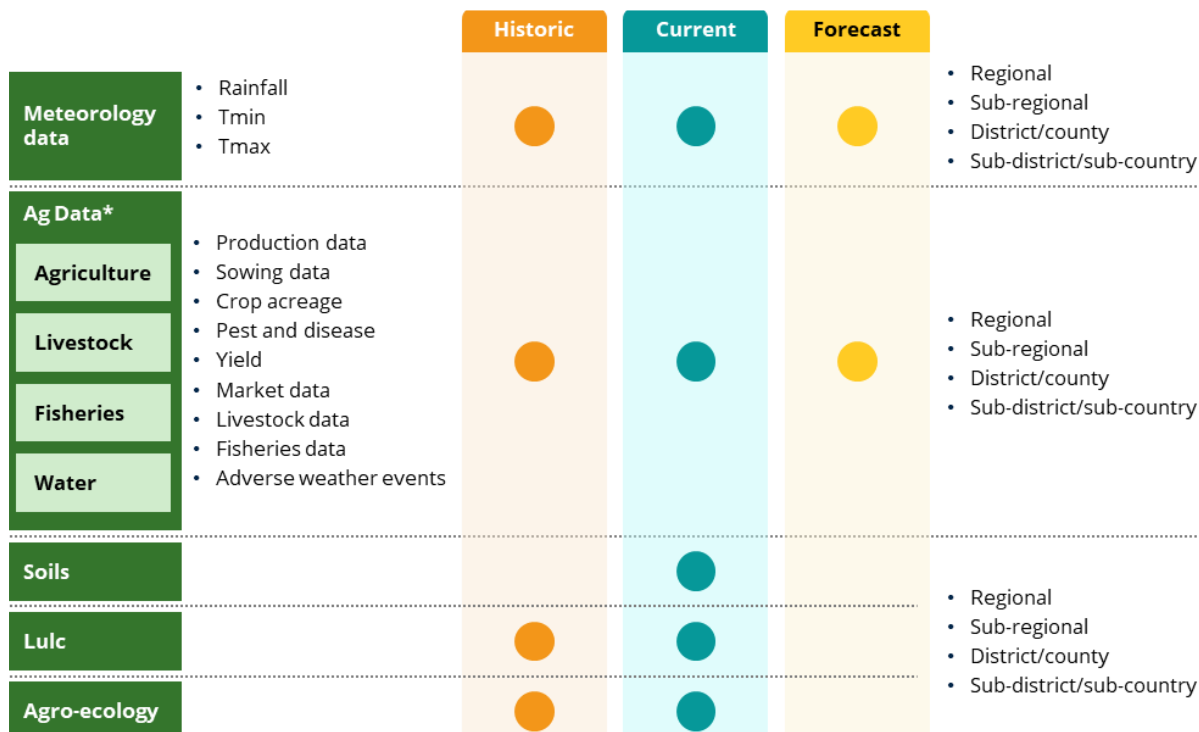 Historic
Current
Forecast
Meteorology
data
• Rainfall
• Tmin
• Tmax
• Regional
• Sub-regional
• District/county
• Sub-district/sub-country
Ag Data*
Agriculture
Livestock
Fisheries
Water
• Production data
• Sowing data
• Crop acreage
• Pest and disease
• Yield
• Market data
• Livestock data
• Fisheries data
• Adverse weather events
• Regional
• Sub-regional
• District/county
• Sub-district/sub-country
Soils
Lulc
Agro-ecology
• Regional
• Sub-regional
• District/county
• Sub-district/sub-country